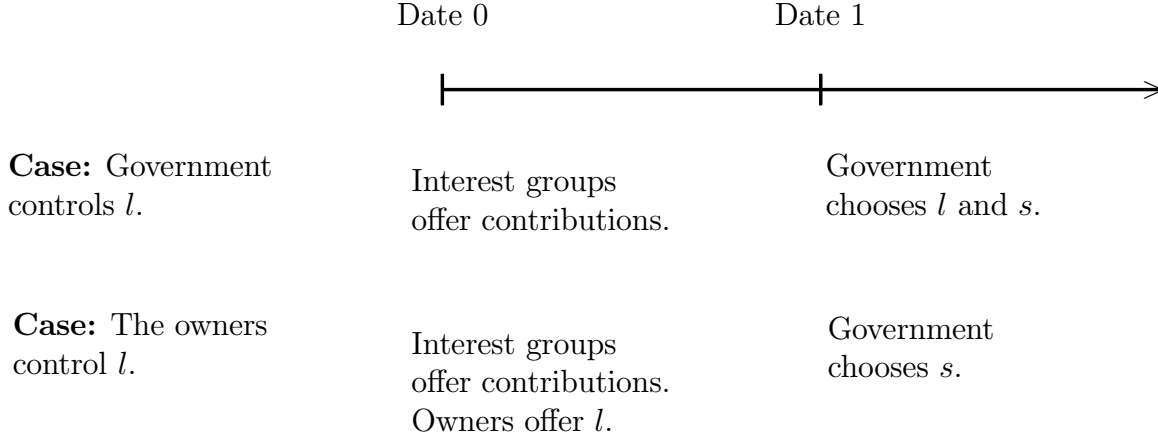 Date 0
Date 1
Case: Government
controls l.
Interest groups
offer contributions.
Government
chooses l and s.
Case: The owners
control l.
Interest groups
offer contributions.
Owners offer l.
Government
chooses s.